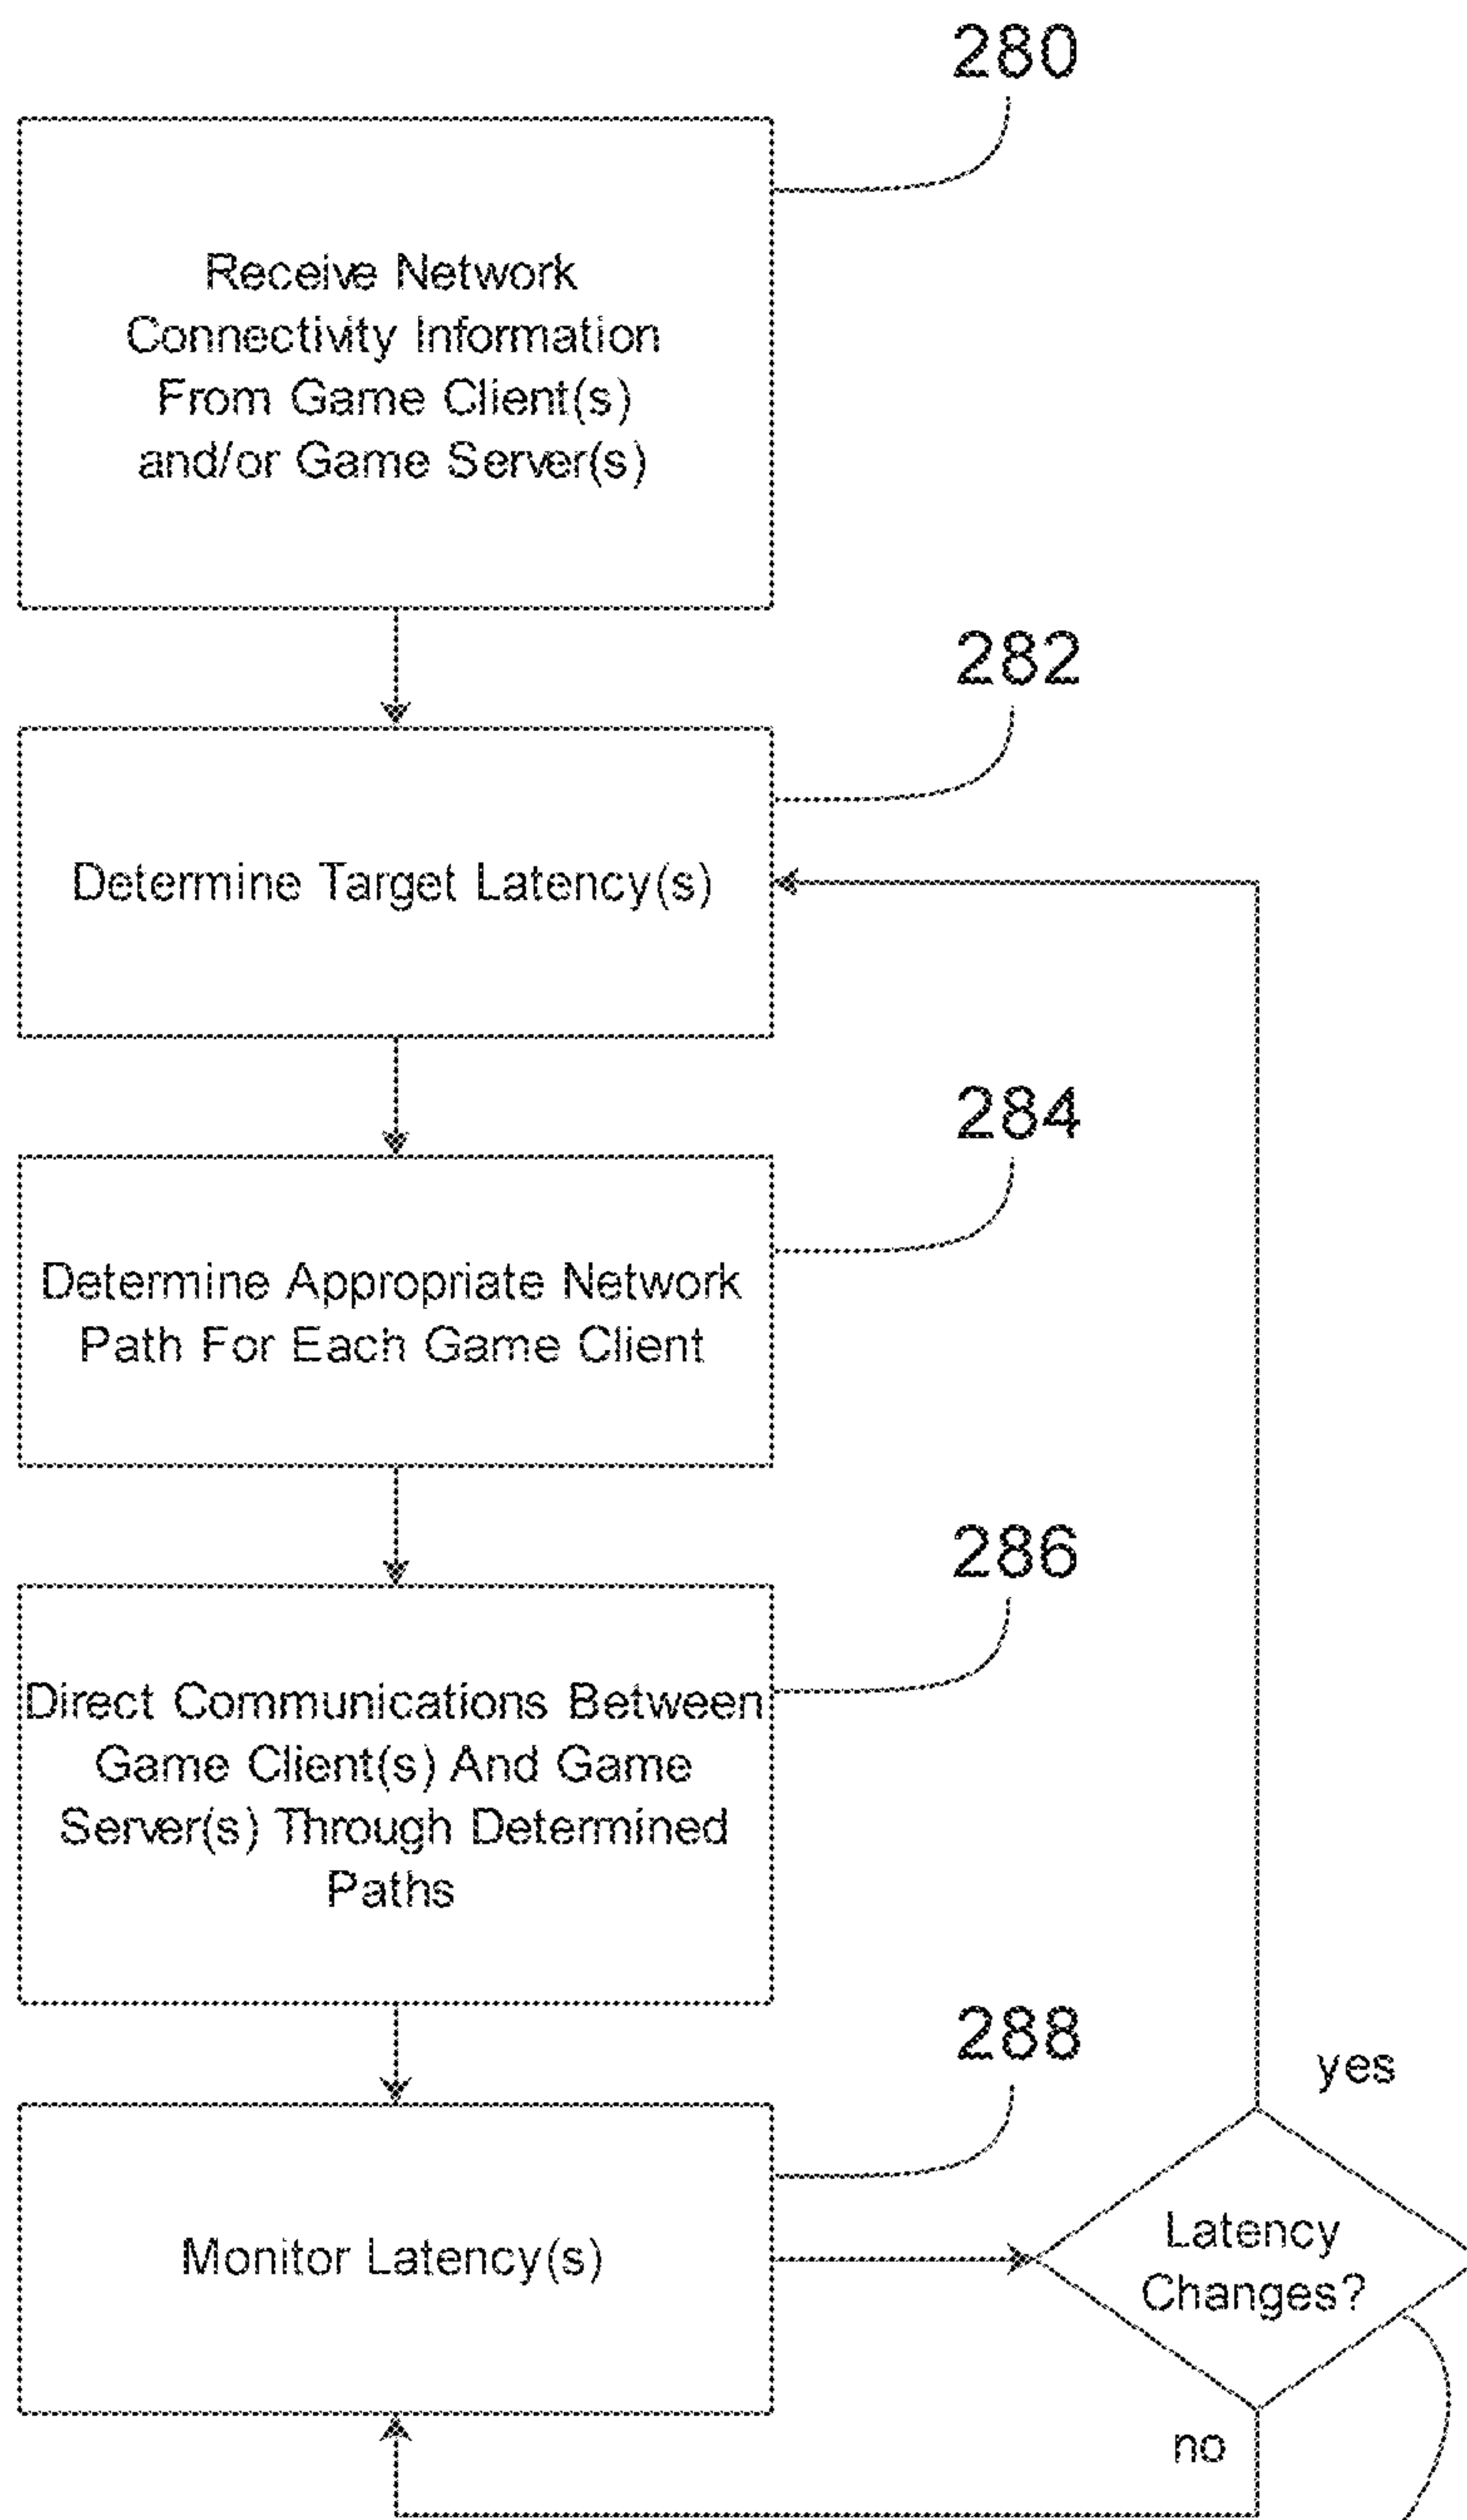 280
Receive Network
Connectivity Information
From Game Client(s)
and/or Game Server(s)
282
Determine Target Latency(s)
284
Determine Appropriate Network
Path For Each Game Client
286
Direct Communications Between
Game Client(s) And Game
Server(s) Through Determined
Paths
288
yes
Monitor Latency(s)
Latency
Changes?
no